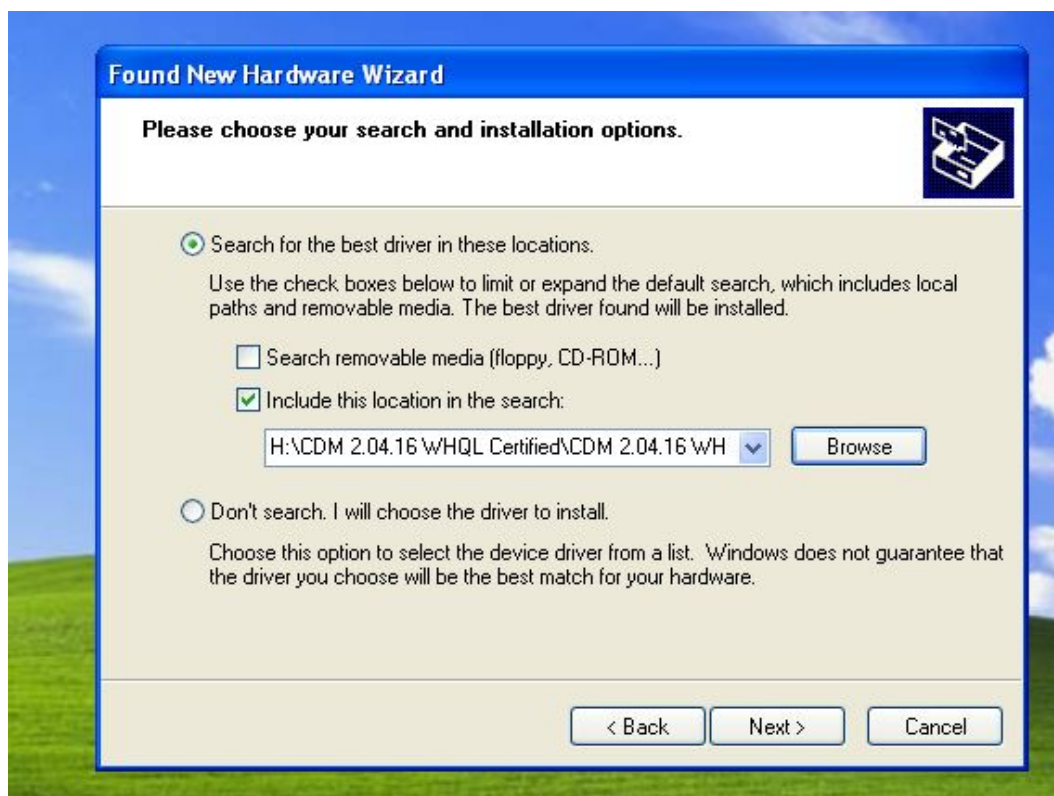 Found New Hardware Wizard
Please choose your search and installation options.
Search for the best driver in these locations.
Use the check boxes below to limit or expand the default search, which includes local
paths and removable media. The best driver found will be installed.
Search removable media (floppy, CD-ROM...)
Include this location in the search:
H:\CDM 2.04.16 WHQL Certified\CDM 2.04.16 WH
Browse
Don't search. I will choose the driver to install.
Choose this option to select the device driver from a list. Windows does not guarantee that
the driver you choose will be the best match for your hardware.
< Back
Next >
Cancel